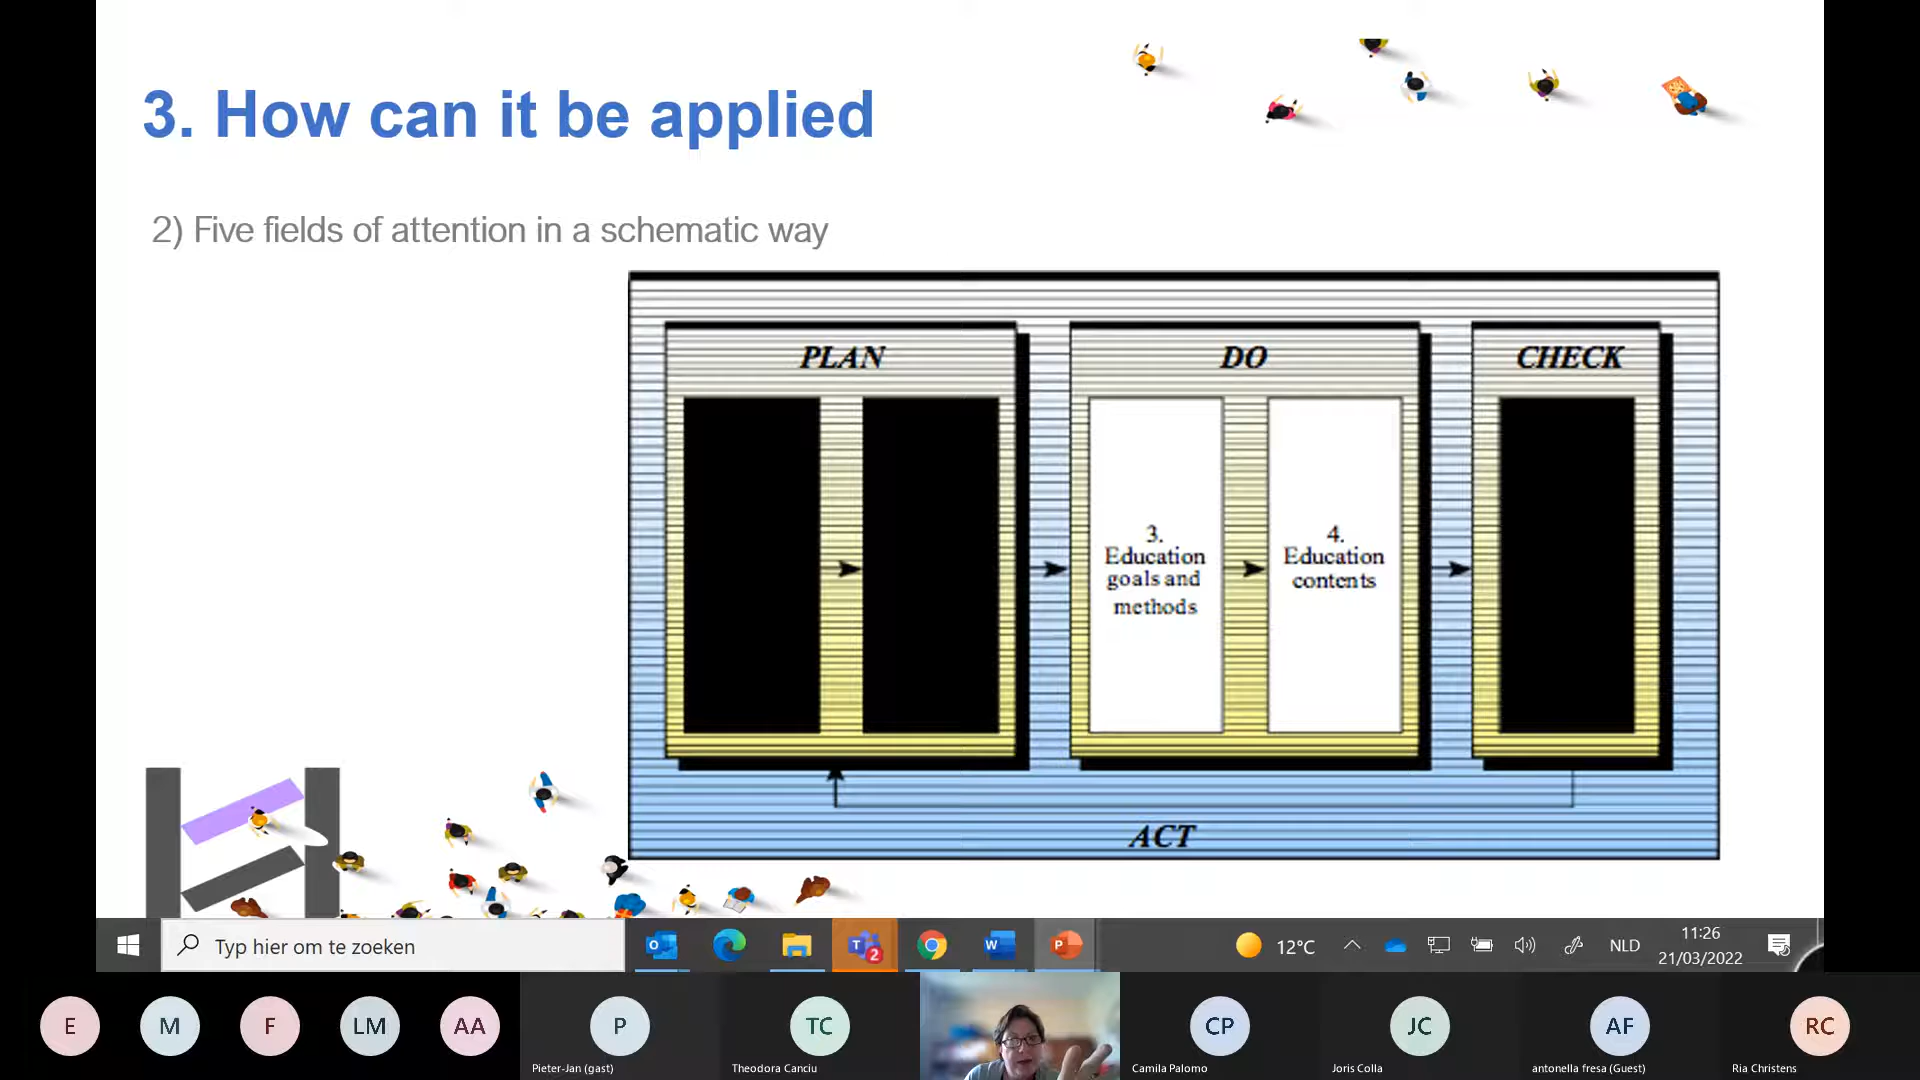 3. How can it be applied
2) Five fields of attention in a schematic way
PLAN
DO
CHECK
3.
Education
goals and
methods
4.
Education
contents
ACT
Typ hier om te zoeken
2
12°C
NLD
11:26
21/03/2022
E
M
F
LM
AA
P
TC
CP
JC
AF
RC
Pieter-Jan (gast)
Theodora Canciu
Camila Palomo
Joris Colla
antonella fresa (Guest)
Ria Christens